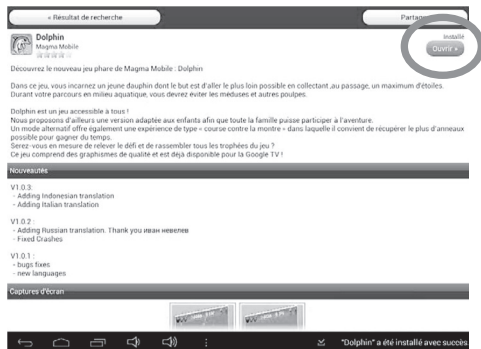 « Résultat de recherche
Partag
Dolphin
Magma Mobile
Installé
Ouvrir »
Découvrez le nouveau jeu phare de Magma Mobile : Dolphin
Dans ce jeu, vous incarnez un jeune dauphin dont le but est d'aller le plus loin possible en collectant ,au passage, un maximum d'étoiles.
Durant votre parcours en milieu aquatique, vous devrez éviter les méduses et autres poulpes.
Dolphin est un jeu accessible à tous !
Nous proposons d'ailleurs une version adaptée aux enfants afin que toute la famille puisse participer à l'aventure.
Un mode alternatif offre également une expérience de type « course contre la montre » dans laquelle il convient de récupérer le plus d'anneaux
possible pour gagner du temps.
Serez-vous en mesure de relever le défi et de rassembler tous les trophées du jeu ?
Ce jeu comprend des graphismes de qualité et est déjà disponible pour la Google TV !
Nouveautés
V1.0.3:
- Adding Indonesian translation
- Adding Italian translation
V1.0.2 :
- Adding Russian translation. Thank you иван невелев
- Fixed Crashes
V1.0.1 :
- bugs fixes
- new languages
Captures d'écran
"Dolphin" a été installé avec succès.